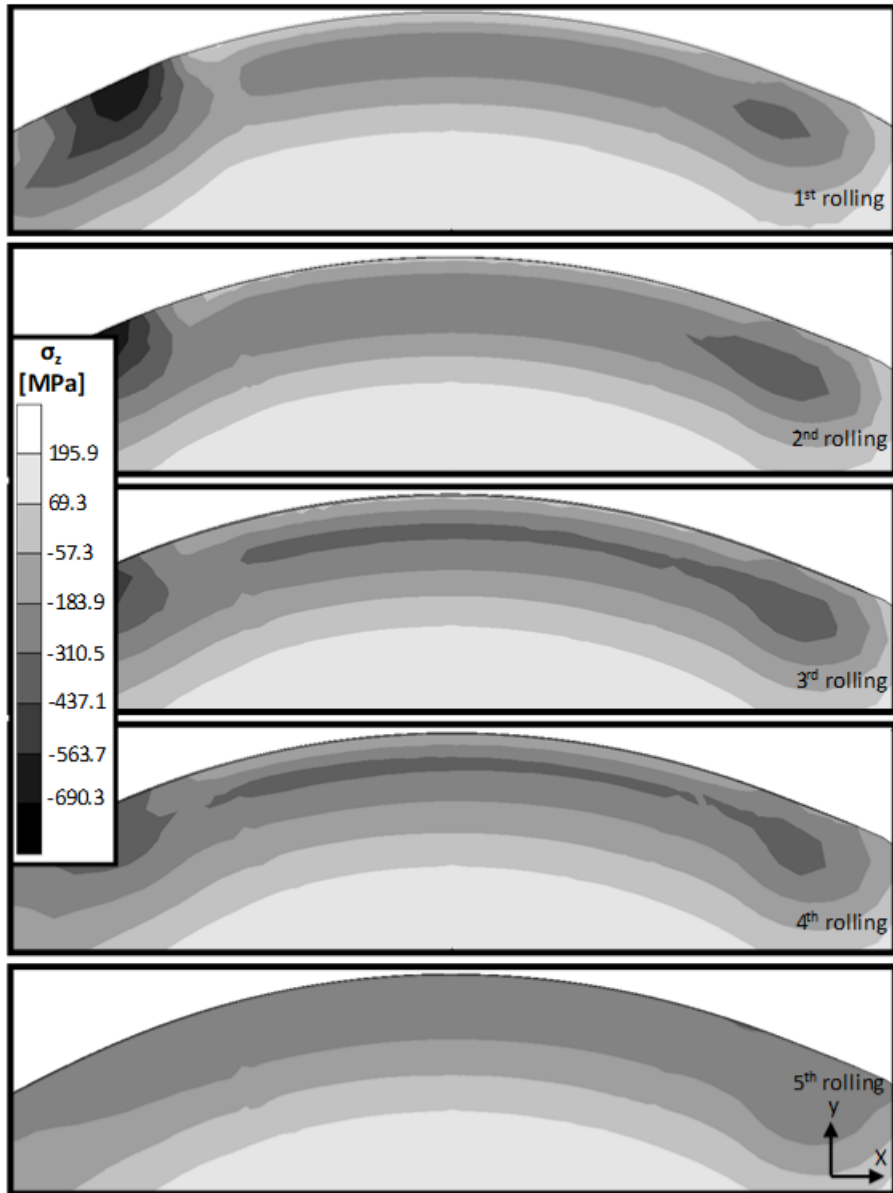 1st rolling
2nd rolling
σz
[MPa]
195.9
69.3
-57.3
-183.9
-310.5
-437.1
-563.7
-690.3
3rd rolling
4th rolling
5th rolling
y
X